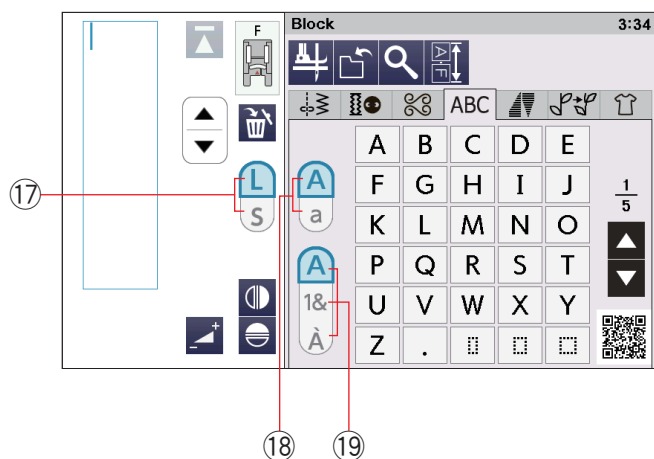 F
Block 3:34
A F
ABC
L
S
A
a
A
1&
À
A B C D E
F G H I J
K L M N O
P Q R S T
U V W X Y
Z .
1
5
17
18
19